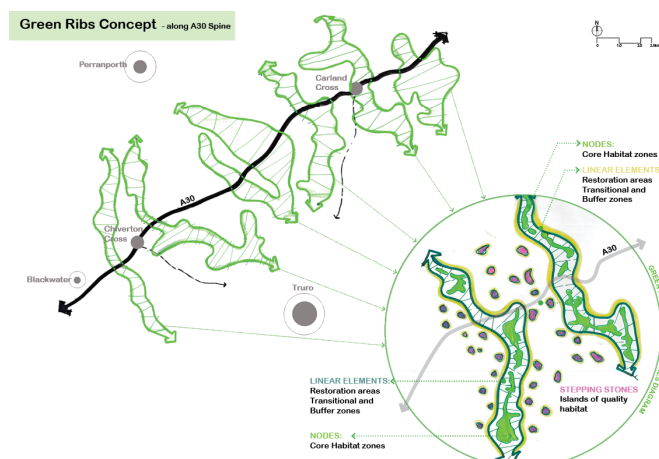 Green Ribs Concept - along A30 Spine
N
Perranporth
Carland
Cross
NODES:
Core Habitat zones
LINEAR ELEMENTS
Restoration areas
Transitional and
Buffer zones
A30
A30
Chiverton
Cross
Blackwater
Truro
LINEAR ELEMENTS:
Restoration areas
Transitional and
Buffer zones
STEPPING STONES
Islands of quality
habitat
NODES:
Core Habitat zones